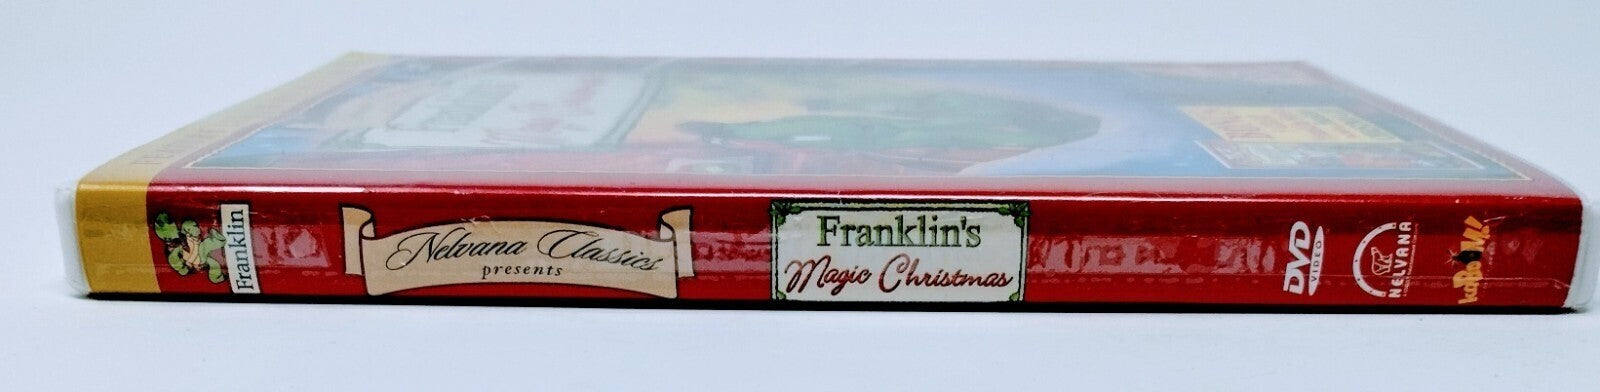 Franklin
Nelvana Classics
presents
Franklin's
Magic Christmas
DVD
VIDEO
NELVANA
KaBOOM!